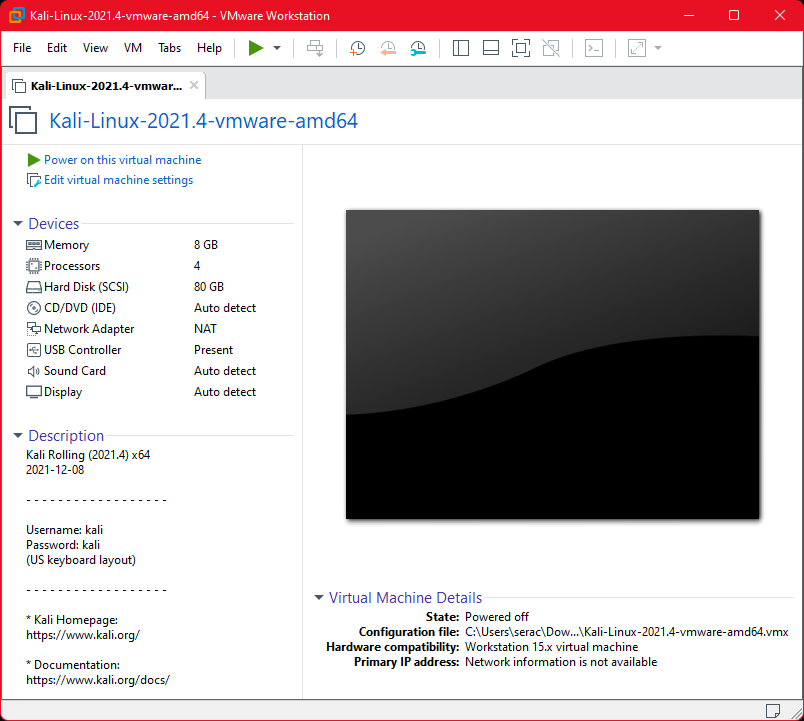 Kali-Linux-2021.4-vmware-amd64 - VMware Workstation
File Edit View VM Tabs Help
Kali-Linux-2021.4-vmwar...
Kali-Linux-2021.4-vmware-amd64
Power on this virtual machine
Edit virtual machine settings
Devices
Memory 8 GB
Processors 4
Hard Disk (SCSI) 80 GB
CD/DVD (IDE) Auto detect
Network Adapter NAT
USB Controller Present
Sound Card Auto detect
Display Auto detect
Description
Kali Rolling (2021.4) x64
2021-12-08
- - - - - - - - - - - - - - - - - -
Username: kali
Password: kali
(US keyboard layout)
- - - - - - - - - - - - - - - - - -
* Kali Homepage:
https://www.kali.org/
* Documentation:
https://www.kali.org/docs/
Virtual Machine Details
State: Powered off
Configuration file: C:\Users\serac\Dow...\Kali-Linux-2021.4-vmware-amd64.vmx
Hardware compatibility: Workstation 15.x virtual machine
Primary IP address: Network information is not available